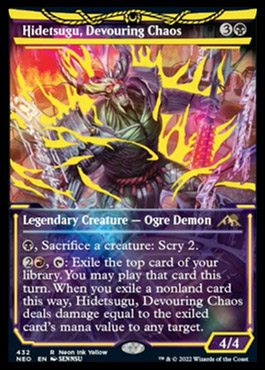 Hidetsugu, Devouring Chaos 3
Legendary Creature — Ogre Demon
, Sacrifice a creature: Scry 2.
2 , : Exile the top card of your
library. You may play that card this
turn. When you exile a nonland card
this way, Hidetsugu, Devouring Chaos
deals damage equal to the
exiled card's mana value to any target.
4/4
432 R Neon Ink Yellow
NEO • EN SENNSU ™ & © 2022 Wizards of the Coast